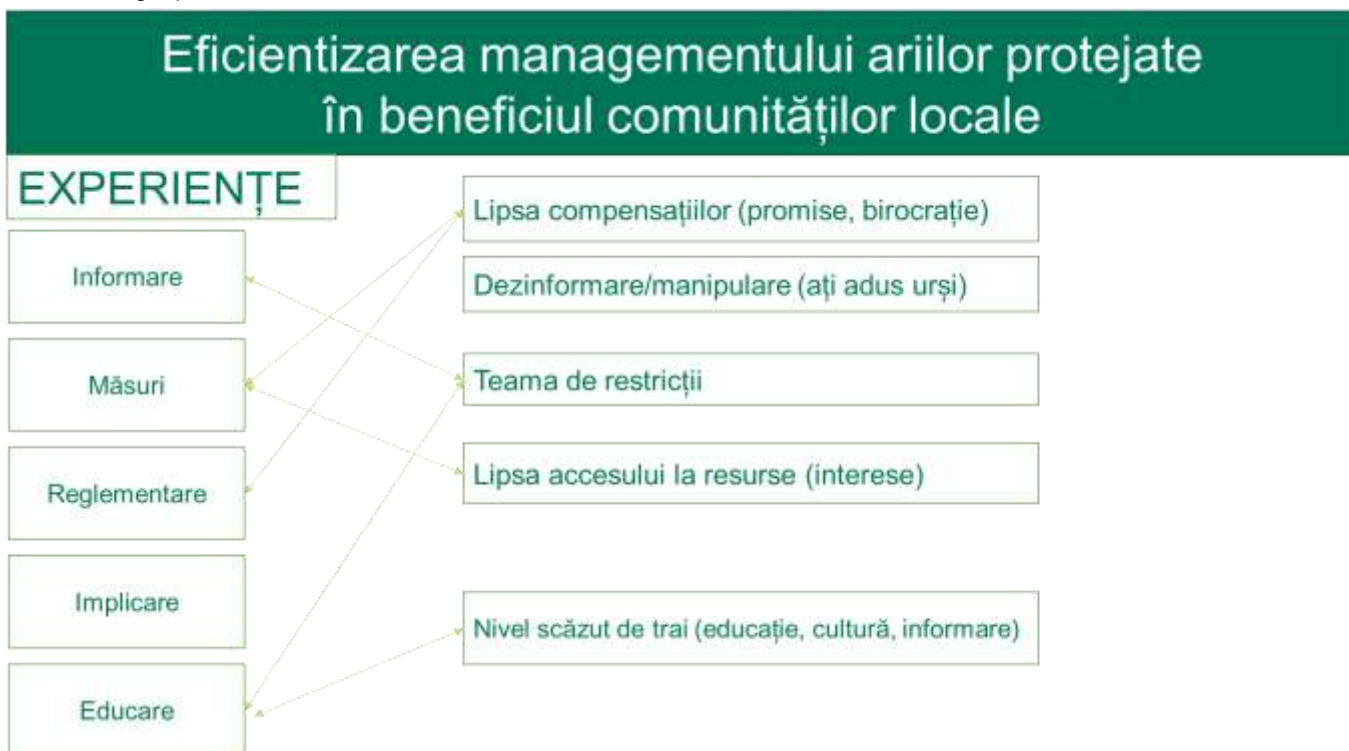 Eficientizarea managementului ariilor protejate
în beneficiul comunităților locale
EXPERIENȚE
Informare
Măsuri
Reglementare
Implicare
Educare
Lipsa compensațiilor (promise, birocrație)
Dezinformare/manipulare (ați adus urși)
Teama de restricții
Lipsa accesului la resurse (interese)
Nivel scăzut de trai (educație, cultură, informare)